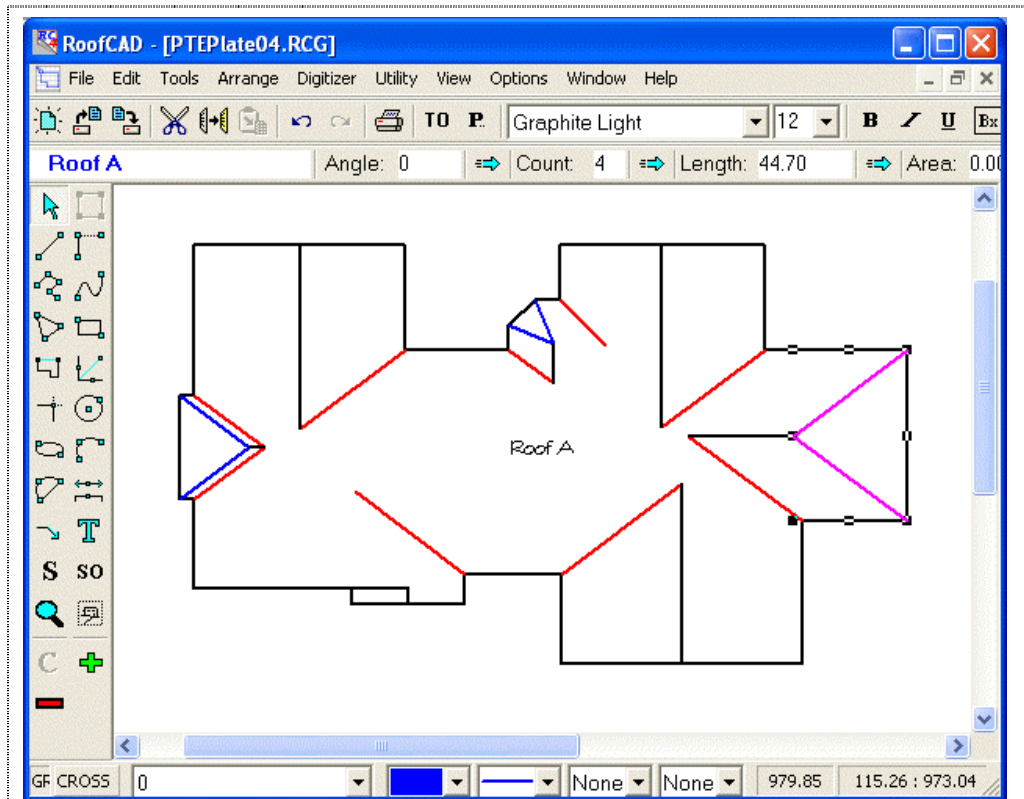 RoofCAD - [PTEPlate04.RCG]
File Edit Tools Arrange Digitizer Utility View Options Window Help
TO P. Graphite Light 12 B I U Bx
Roof A Angle: 0 Count: 4 Length: 44.70 Area: 0.00
Roof A
T
S SO
C
GF CROSS 0 None None 979.85 115.26 : 973.04